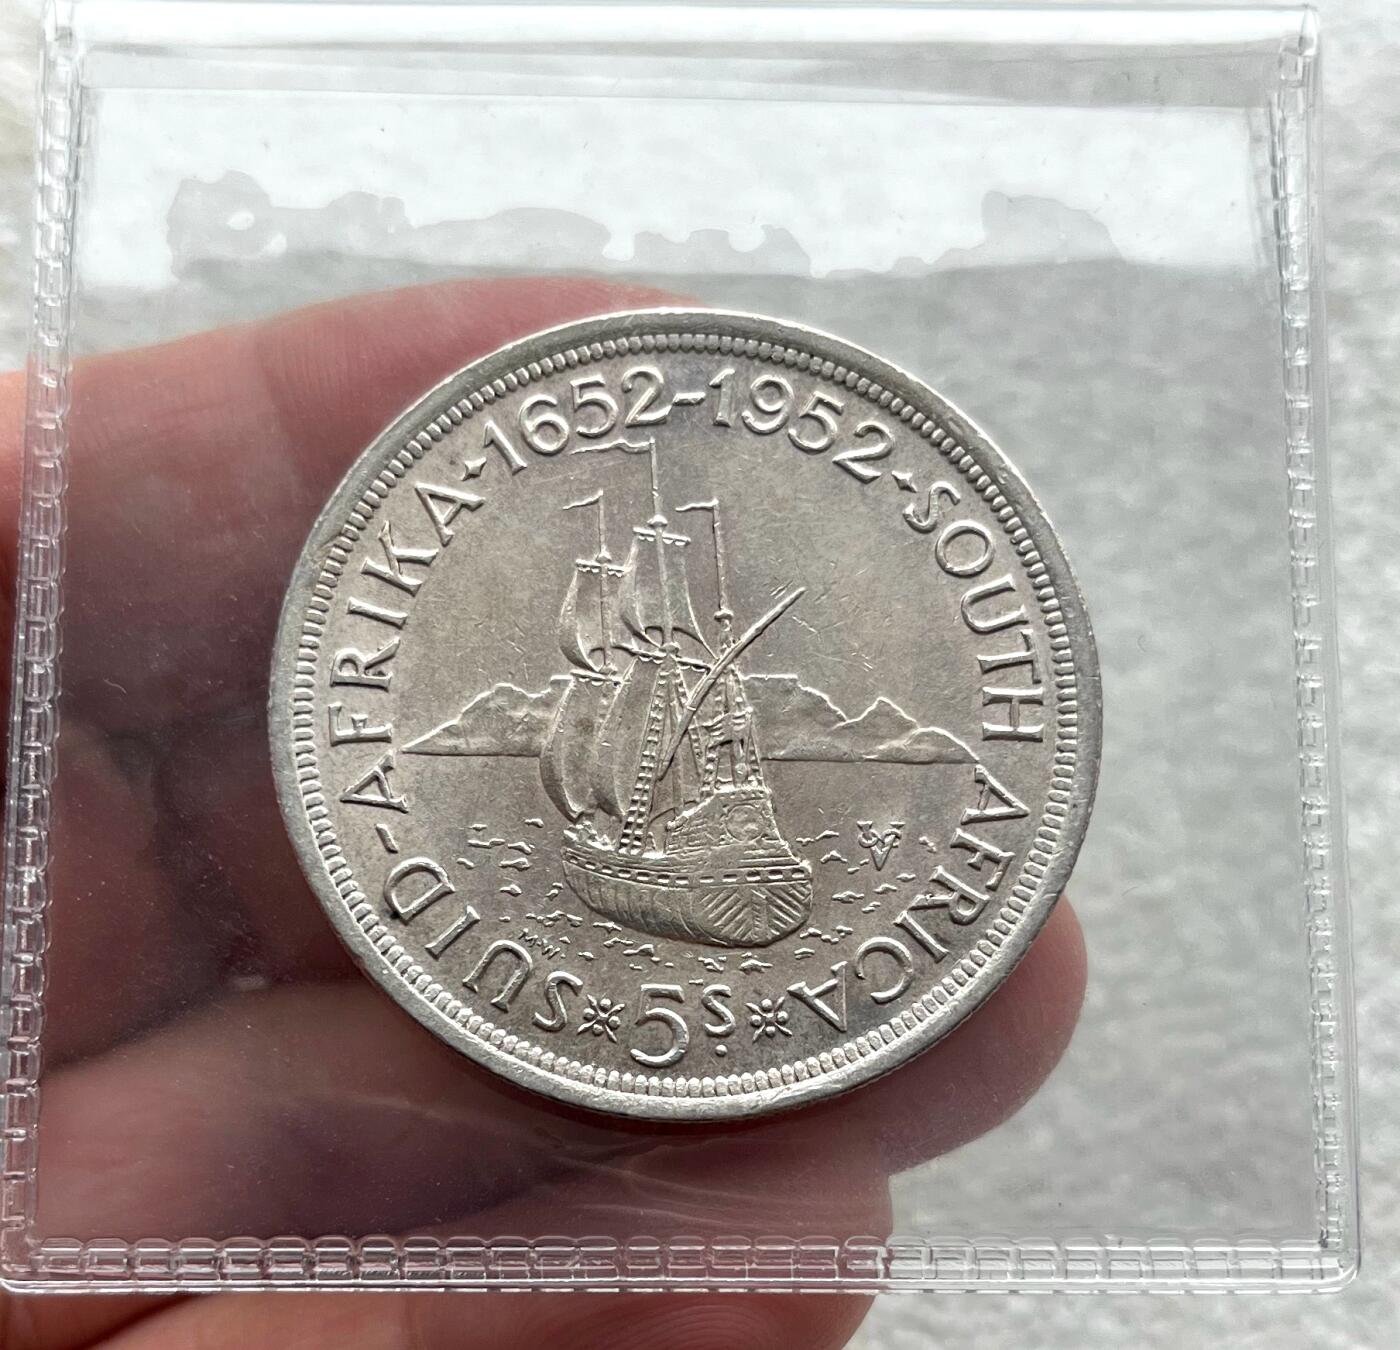 SUID-AFRIKA · 1652-1952 · SOUTH AFRICA
5s.
M·W·